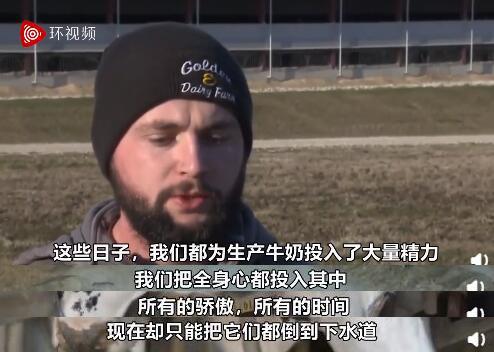 环视频
Golden
E
Dairy Farm
这些日子，我们都为生产牛奶投入了大量精力
我们把全身心都投入其中
所有的骄傲，所有的时间
现在却只能把它们都倒到下水道